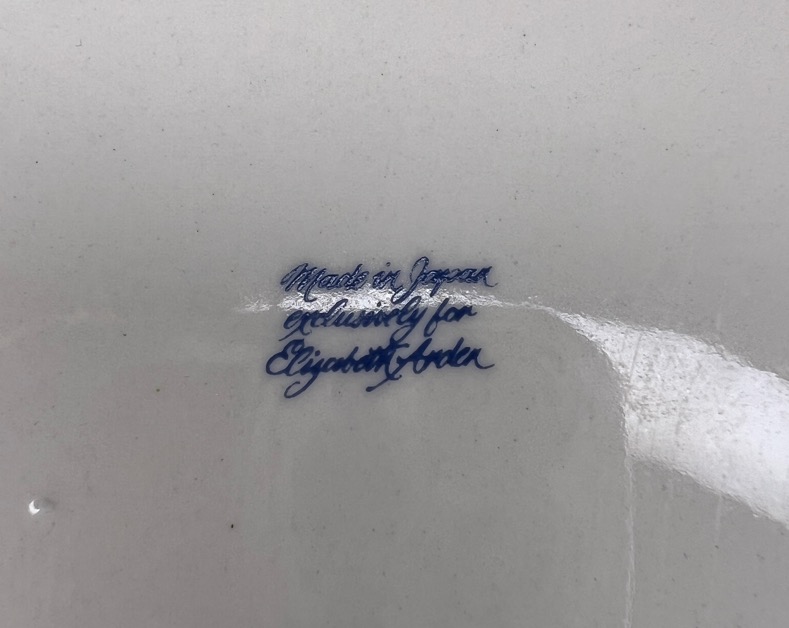 Made in Japan
exclusively for
Elizabeth Arden